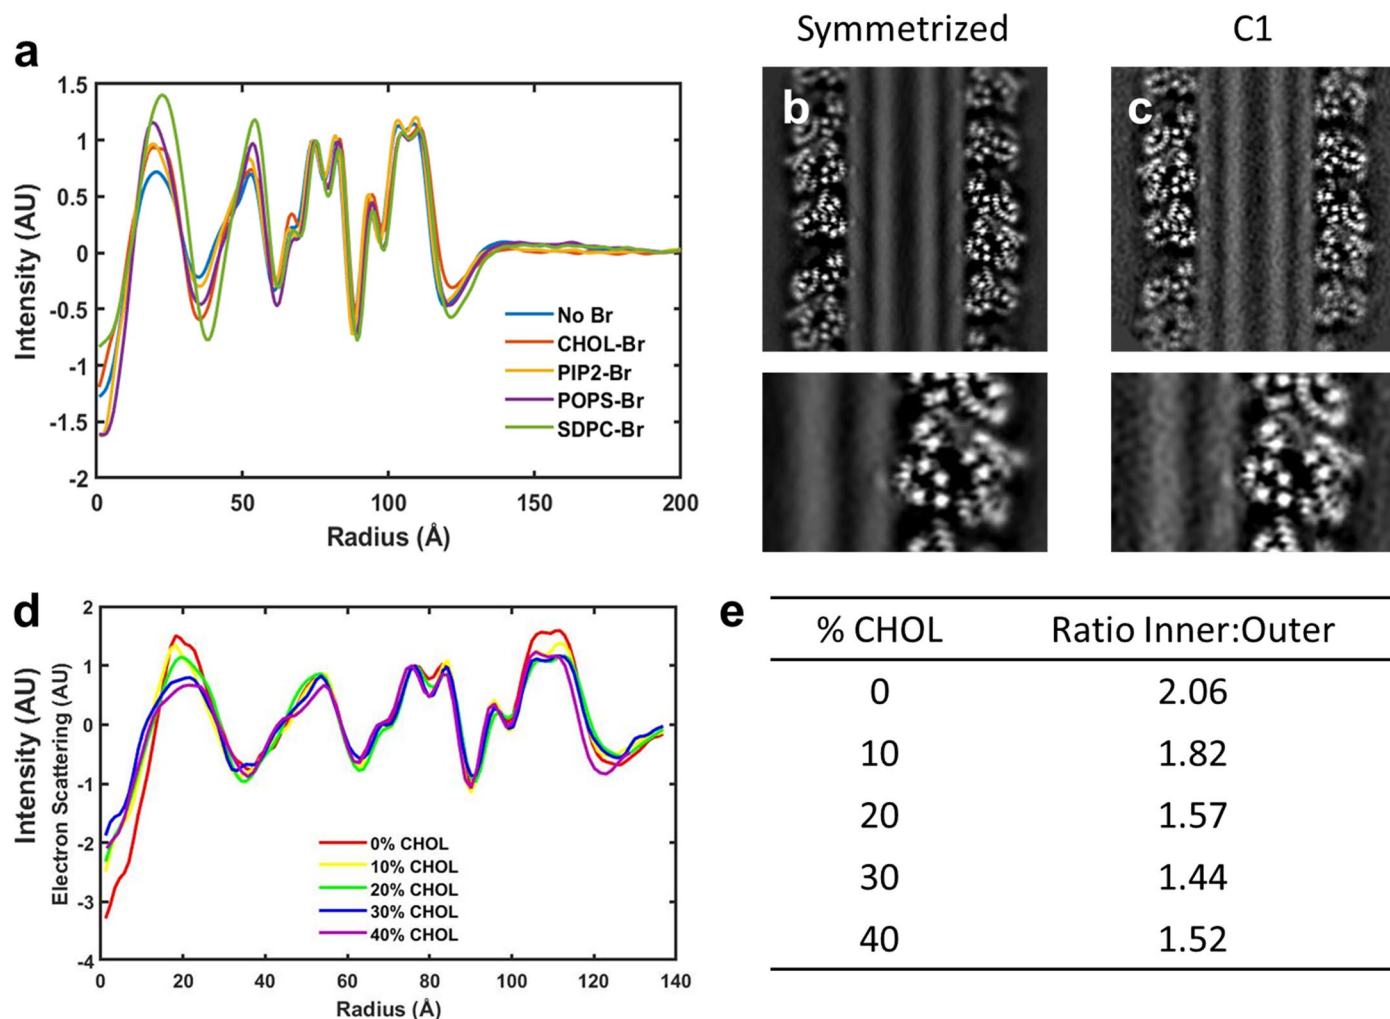 a
Intensity (AU)
1.5
1
0.5
0
-0.5
-1
-1.5
-2
0 50 100 150 200
Radius (Å)
No Br
CHOL-Br
PIP2-Br
POPS-Br
SDPC-Br
Symmetrized
C1
b
c
d
Intensity (AU)
Electron Scattering (AU)
2
1
0
-1
-2
-3
-4
0 20 40 60 80 100 120 140
Radius (Å)
0% CHOL
10% CHOL
20% CHOL
30% CHOL
40% CHOL
e
% CHOL Ratio Inner:Outer
0 2.06
10 1.82
20 1.57
30 1.44
40 1.52